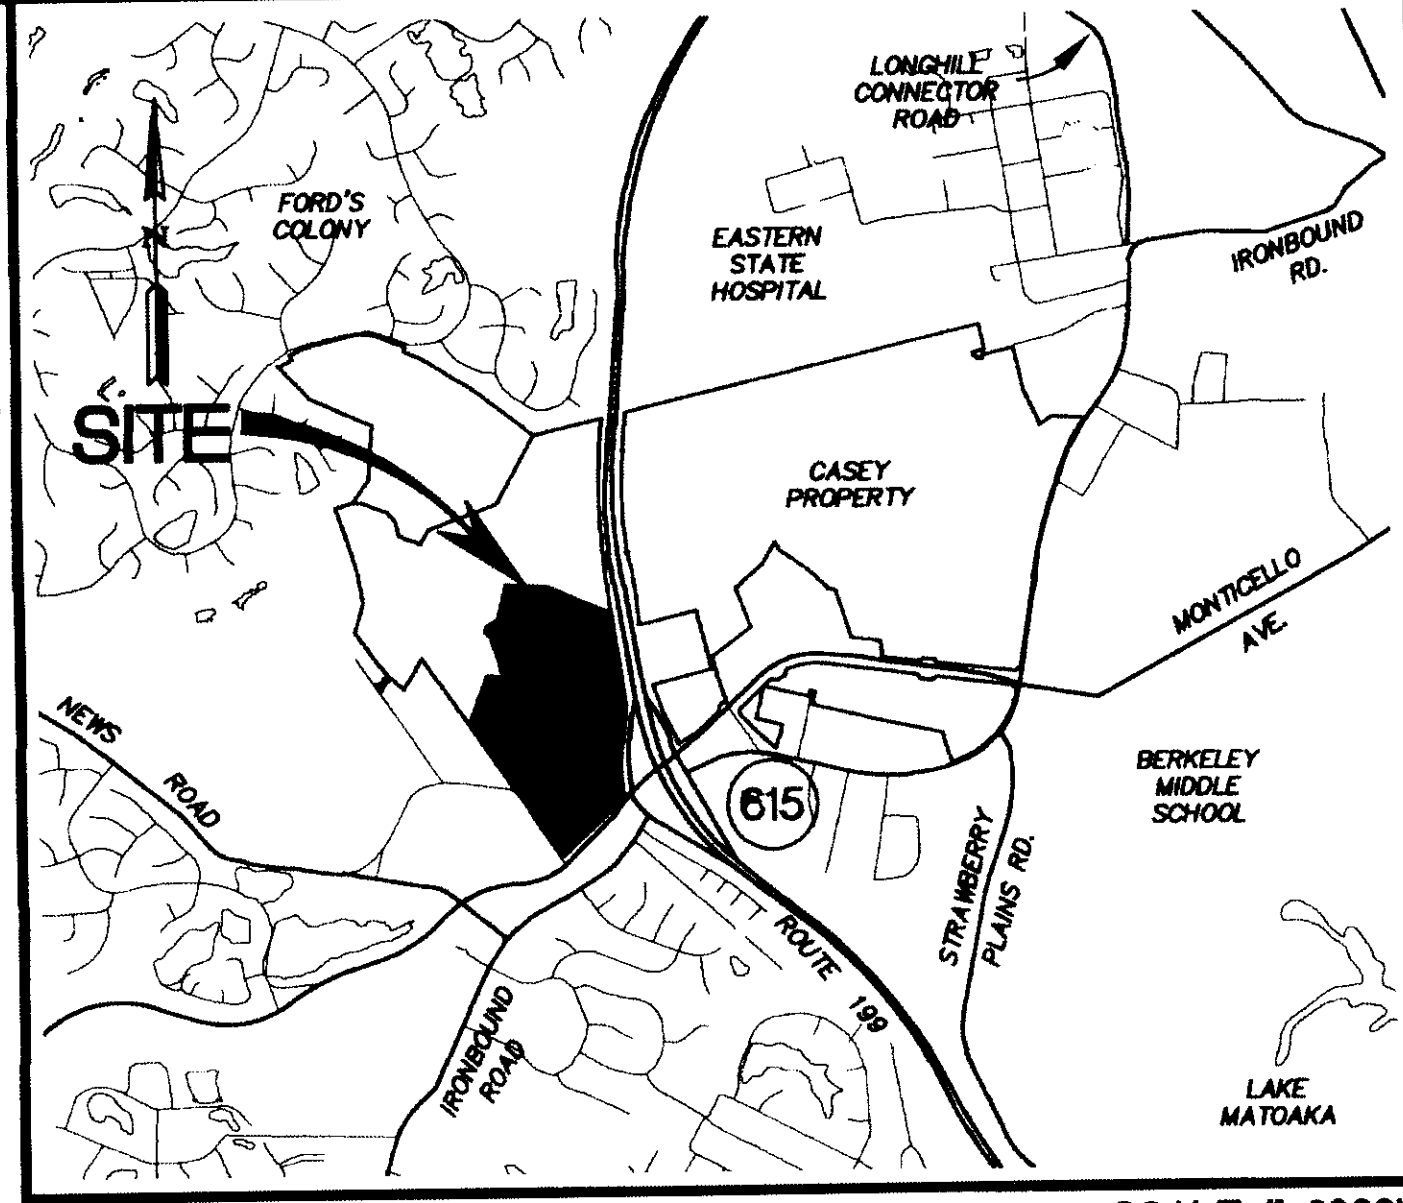 LONGHILL
CONNECTOR
ROAD
FORD'S
COLONY
N
EASTERN
STATE
HOSPITAL
IRONBOUND
RD.
SITE
CASEY
PROPERTY
MONTICELLO
AVE.
NEWS
ROAD
BERKELEY
MIDDLE
SCHOOL
615
STRAWBERRY
PLAINS RD.
ROUTE 199
IRONBOUND
ROAD
LAKE
MATOAKA